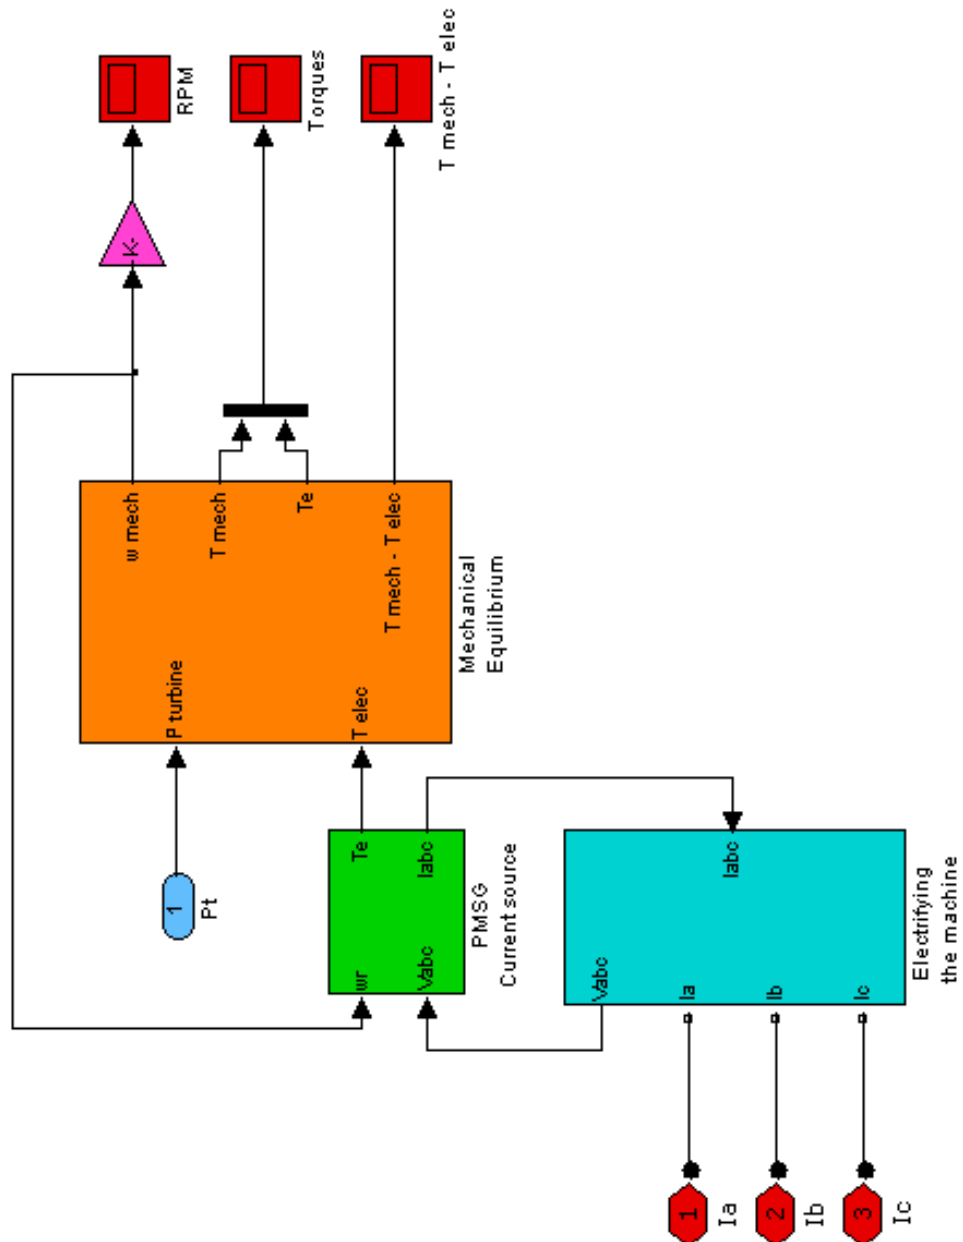 RPM
Torques
T mech - T elec
K-
w mech
T mech
Te
T mech - T elec
P turbine
T elec
Mechanical
Equilibrium
1
Pt
Te
Iabc
wr
Vabc
PMSG
Current source
Iabc
Vabc
Ia
Ib
Ic
Electrifying
the machine
1
Ia
2
Ib
3
Ic